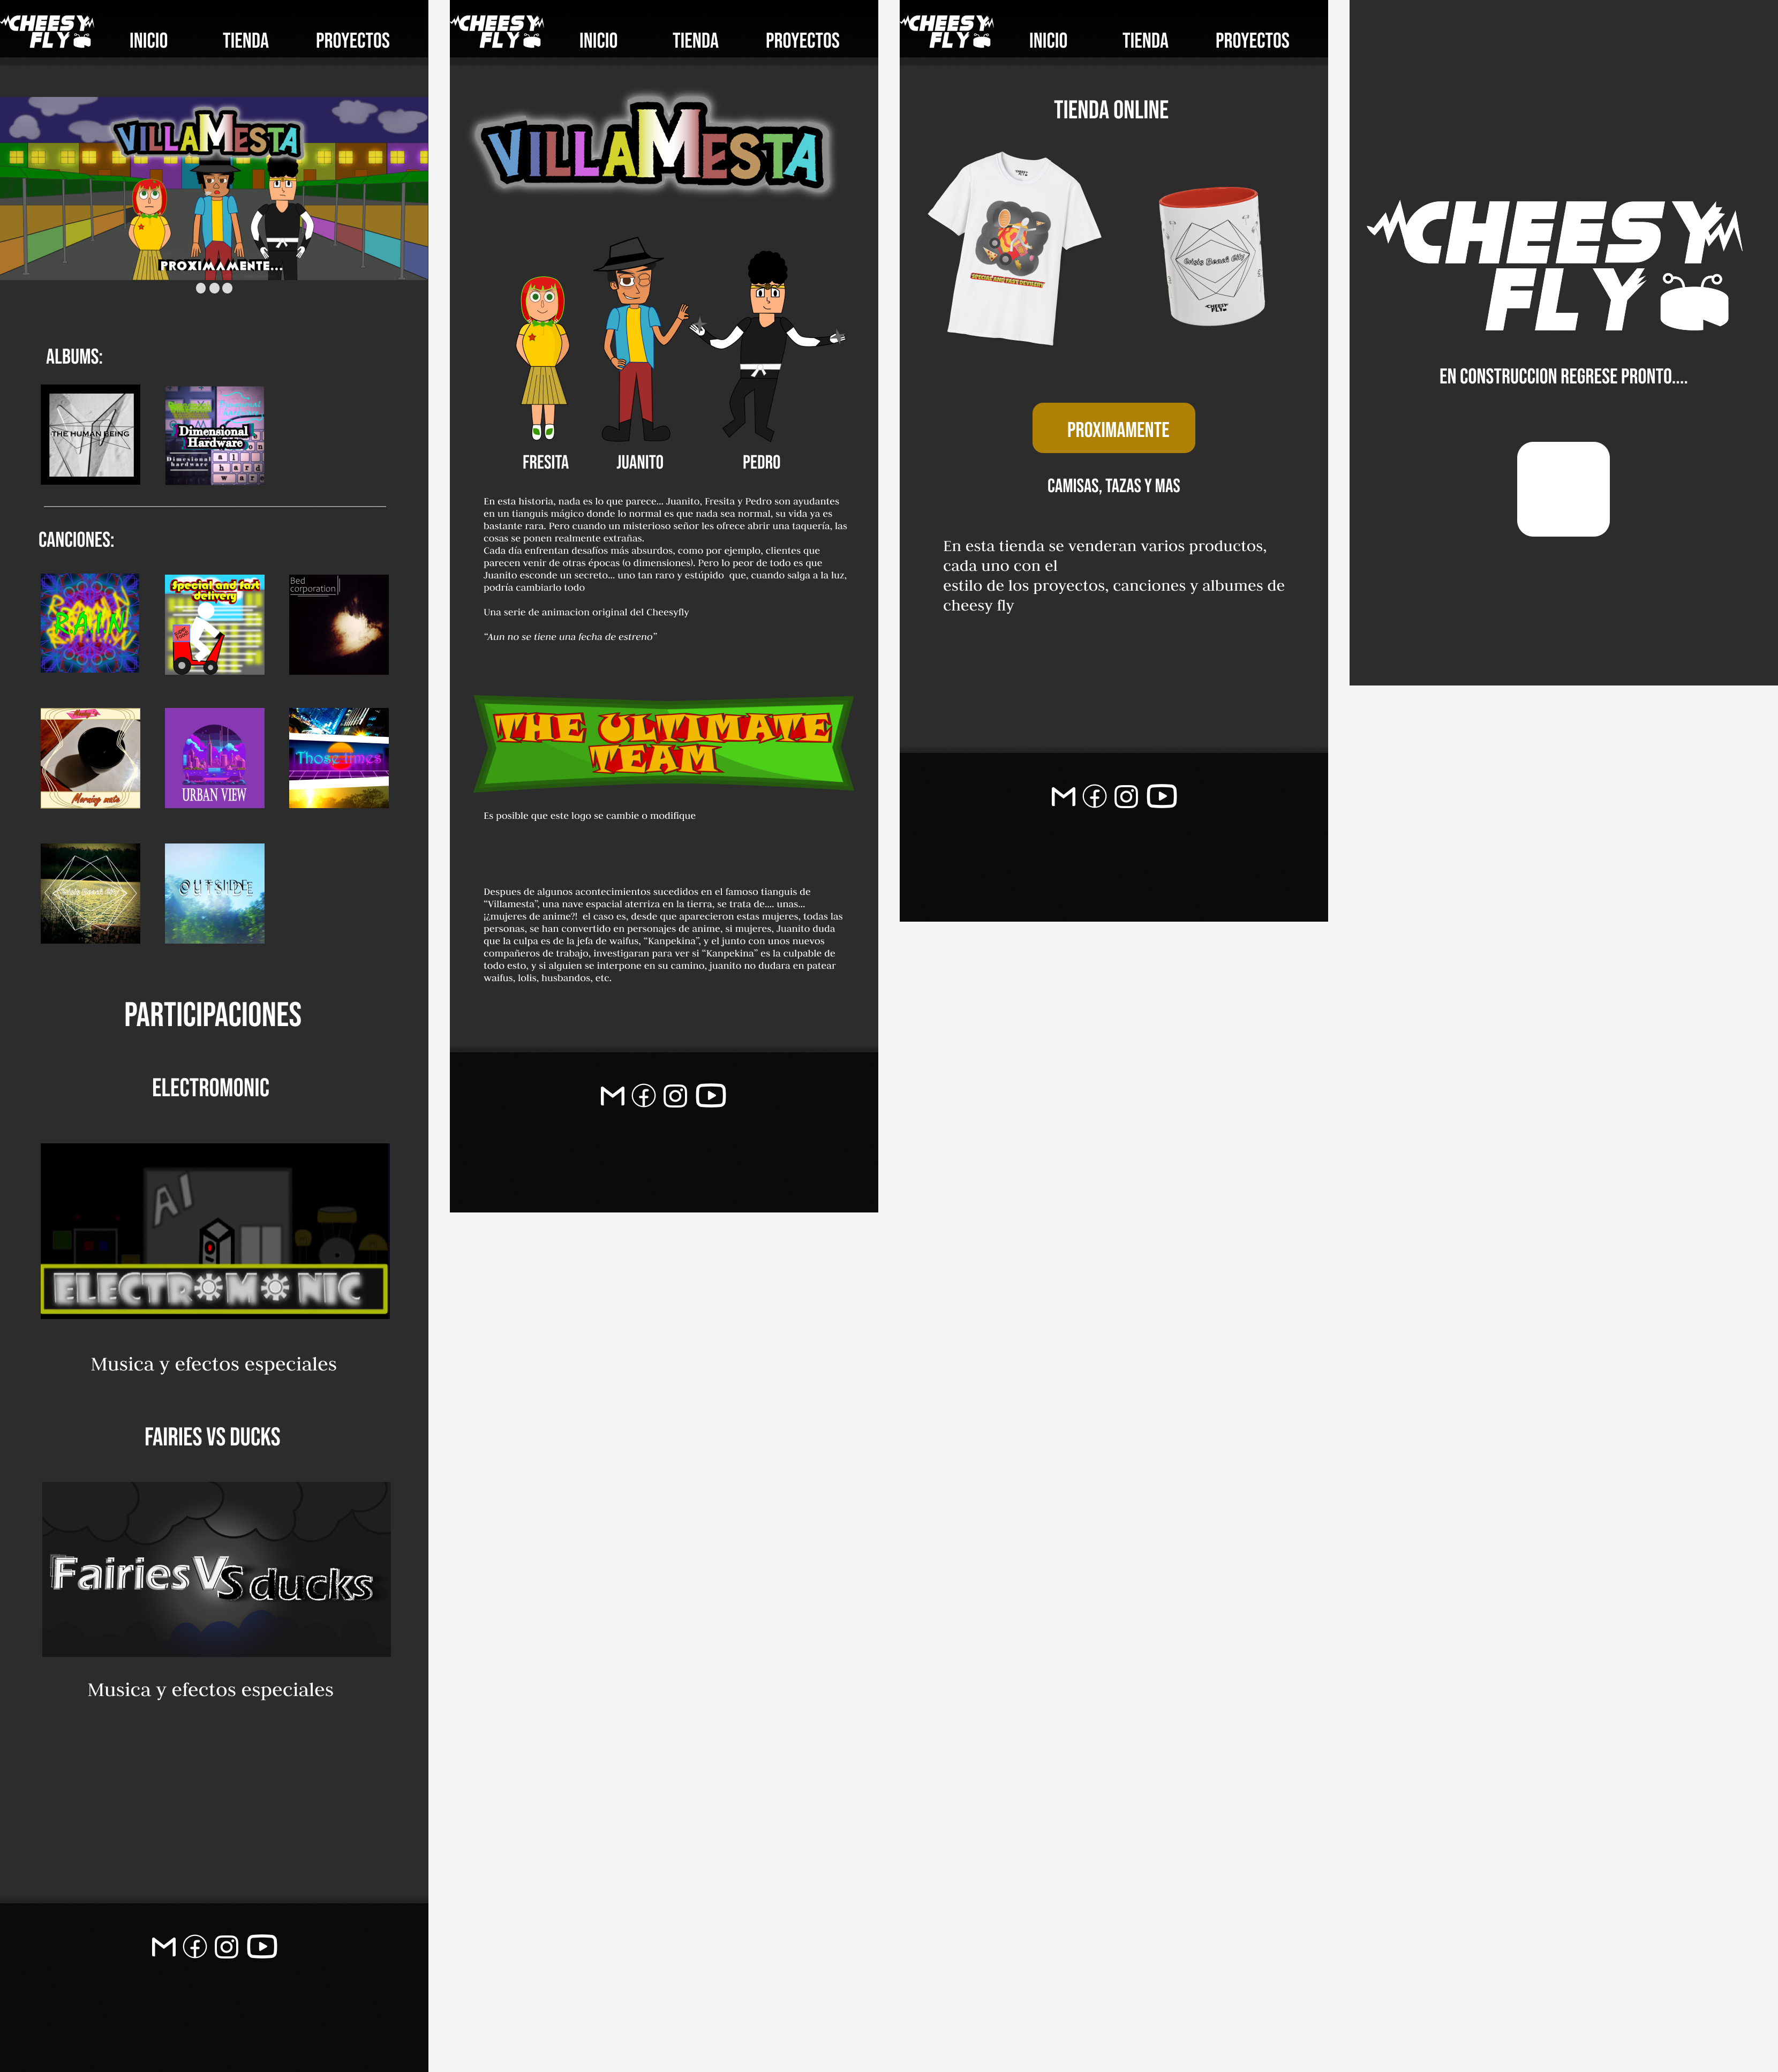 CHEESY
FLY
INICIO
TIENDA
PROYECTOS
VILLAMESTA
PROXIMAMENTE...
ALBUMS:
THE HUMAN BEING
Dimensional
Hardware
Dimesional
hardware
CANCIONES:
RAIN
Special and fast
delivery
Bed
corporation
Morning mate
URBAN VIEW
Those times
OUTSIDE
PARTICIPACIONES
ELECTROMONIC
AI
ELECTROMONIC
Musica y efectos especiales
FAIRIES VS DUCKS
Fairies Vs ducks
Musica y efectos especiales
CHEESY
FLY
INICIO
TIENDA
PROYECTOS
VILLAMESTA
FRESITA
JUANITO
PEDRO
En esta historia, nada es lo que parece... Juanito, Fresita y Pedro son ayudantes
en un tianguis mágico donde lo normal es que nada sea normal, su vida ya es
bastante rara. Pero cuando un misterioso señor les ofrece abrir una taquería, las
cosas se ponen realmente extrañas.
Cada día enfrentan desafíos más absurdos, como por ejemplo, clientes que
parecen venir de otras épocas (o dimensiones). Pero lo peor de todo es que
Juanito esconde un secreto... uno tan raro y estúpido  que, cuando salga a la luz,
podría cambiarlo todo
Una serie de animacion original del Cheesyfly
“Aun no se tiene una fecha de estreno”
THE ULTIMATE
TEAM
Es posible que este logo se cambie o modifique
Despues de algunos acontecimientos sucedidos en el famoso tianguis de
“Villamesta”, una nave espacial aterriza en la tierra, se trata de.... unas...
¡¿mujeres de anime?!  el caso es, desde que aparecieron estas mujeres, todas las
personas, se han convertido en personajes de anime, si mujeres, Juanito duda
que la culpa es de la jefa de waifus, “Kanpekina”, y el junto con unos nuevos
compañeros de trabajo, investigaran para ver si “Kanpekina” es la culpable de
todo esto, y si alguien se interpone en su camino, juanito no dudara en patear
waifus, lolis, husbandos, etc.
CHEESY
FLY
INICIO
TIENDA
PROYECTOS
TIENDA ONLINE
CHEESY
FLY
SPECIAL AND FAST DELIVERY
Crisis Beach City
CHEESY
FLY
PROXIMAMENTE
CAMISAS, TAZAS Y MAS
En esta tienda se venderan varios productos,
cada uno con el
estilo de los proyectos, canciones y albumes de
cheesy fly
CHEESY
FLY
EN CONSTRUCCION REGRESE PRONTO....